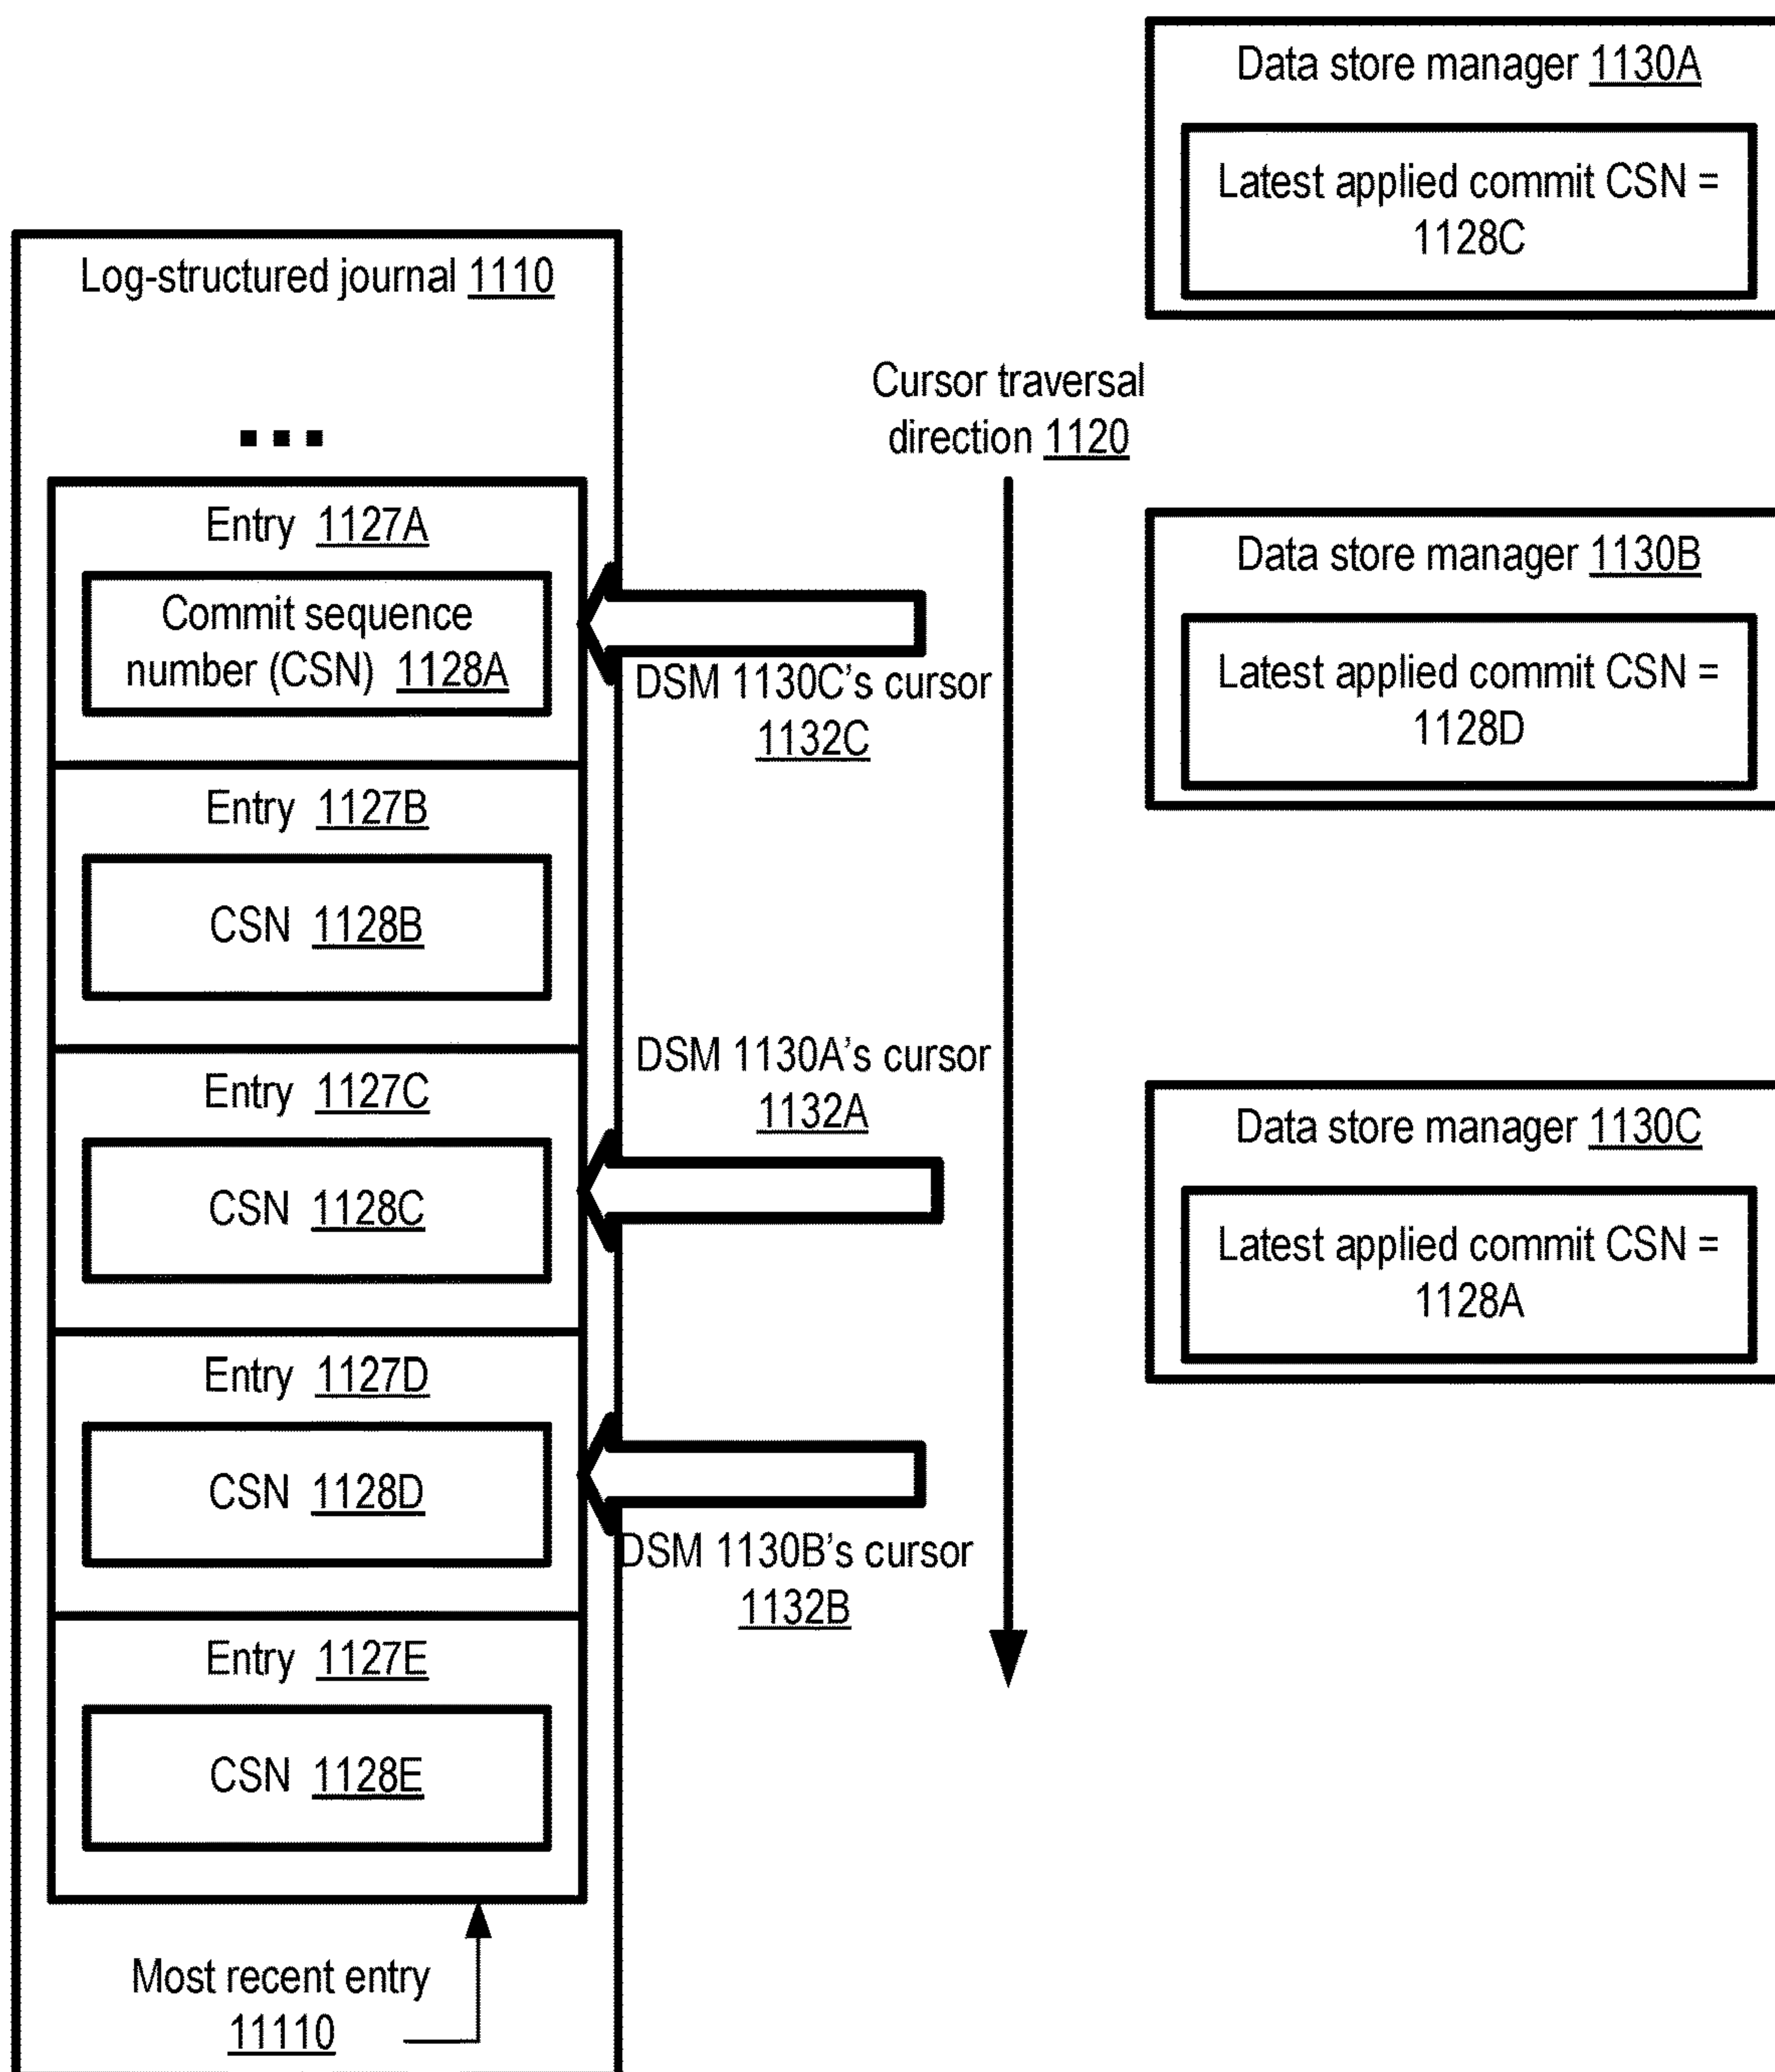 Log-structured journal 1110
...
Entry 1127A
Commit sequence
number (CSN) 1128A
Entry 1127B
CSN 1128B
Entry 1127C
CSN 1128C
Entry 1127D
CSN 1128D
Entry 1127E
CSN 1128E
Most recent entry
11110
DSM 1130C's cursor
1132C
DSM 1130A's cursor
1132A
DSM 1130B's cursor
1132B
Cursor traversal
direction 1120
Data store manager 1130A
Latest applied commit CSN =
1128C
Data store manager 1130B
Latest applied commit CSN =
1128D
Data store manager 1130C
Latest applied commit CSN =
1128A